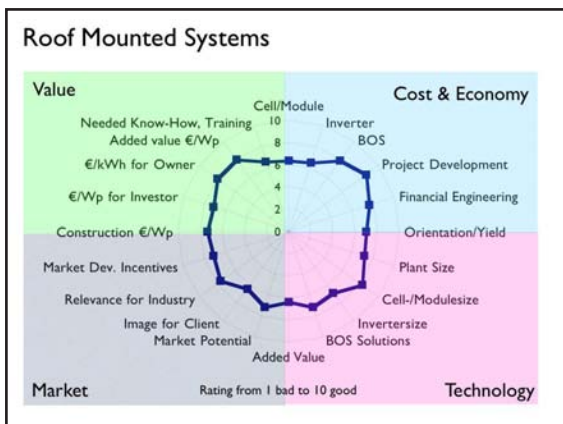 Roof Mounted Systems
Value
Cost & Economy
Cell/Module
Needed Know-How, Training
10
Inverter
Added value €/Wp
8
BOS
€/kWh for Owner
6
Project Development
4
€/Wp for Investor
2
Financial Engineering
Construction €/Wp
0
Orientation/Yield
Market Dev. Incentives
Plant Size
Relevance for Industry
Cell-/Modulesize
Image for Client
Invertersize
Market Potential
BOS Solutions
Added Value
Market
Rating from 1 bad to 10 good
Technology